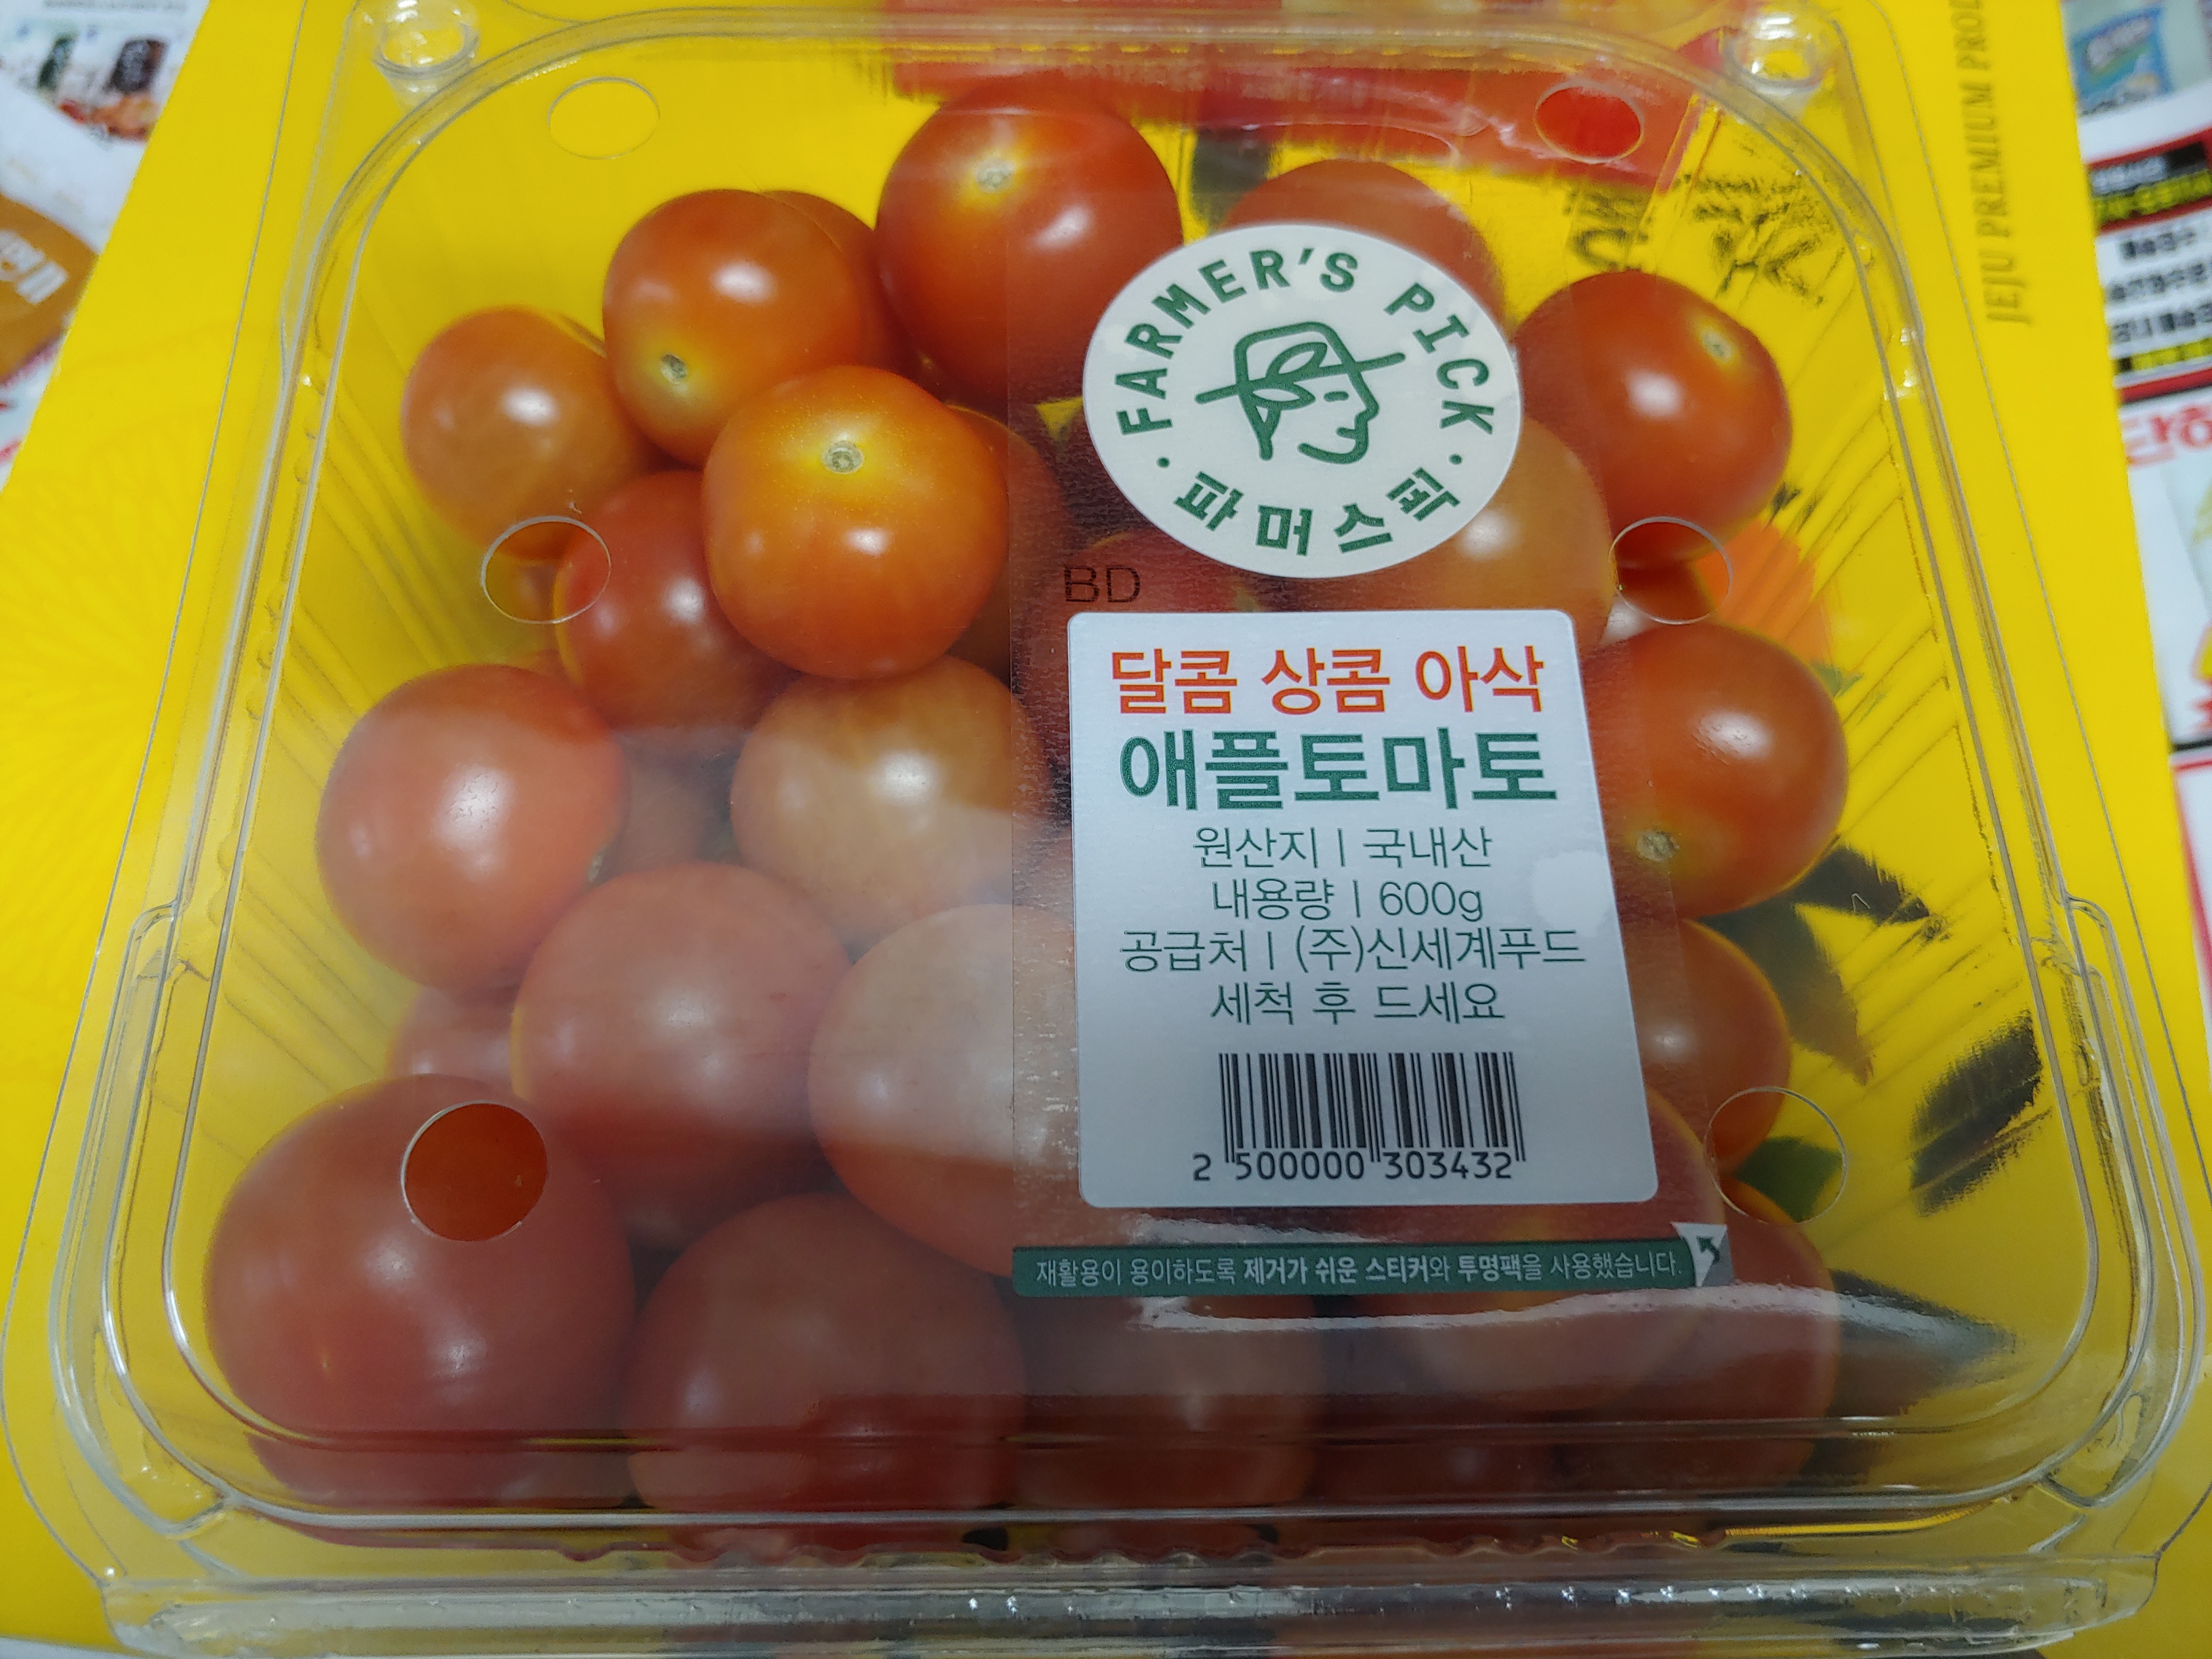 JEJU PREMIUM PROD
FARMER'S PICK
파머스픽
BD
달콤 상콤 아삭
애플토마토
원산지 | 국내산
내용량 | 600g
공급처 | (주)신세계푸드
세척 후 드세요
2 500000 303432
재활용이 용이하도록 제거가 쉬운 스티커와 투명팩을 사용했습니다.